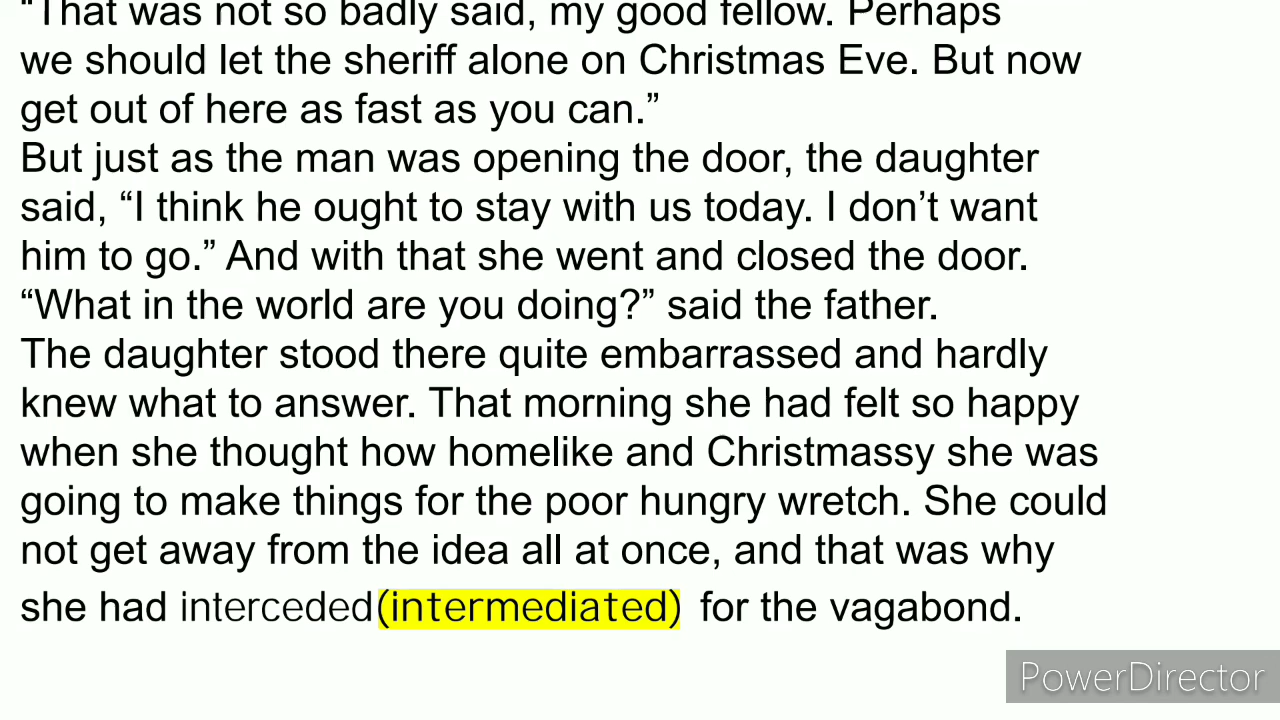 “That was not so badly said, my good fellow. Perhaps
we should let the sheriff alone on Christmas Eve. But now
get out of here as fast as you can.”
But just as the man was opening the door, the daughter
said, “I think he ought to stay with us today. I don’t want
him to go.” And with that she went and closed the door.
“What in the world are you doing?” said the father.
The daughter stood there quite embarrassed and hardly
knew what to answer. That morning she had felt so happy
when she thought how homelike and Christmassy she was
going to make things for the poor hungry wretch. She could
not get away from the idea all at once, and that was why
she had interceded(intermediated) for the vagabond.
PowerDirector